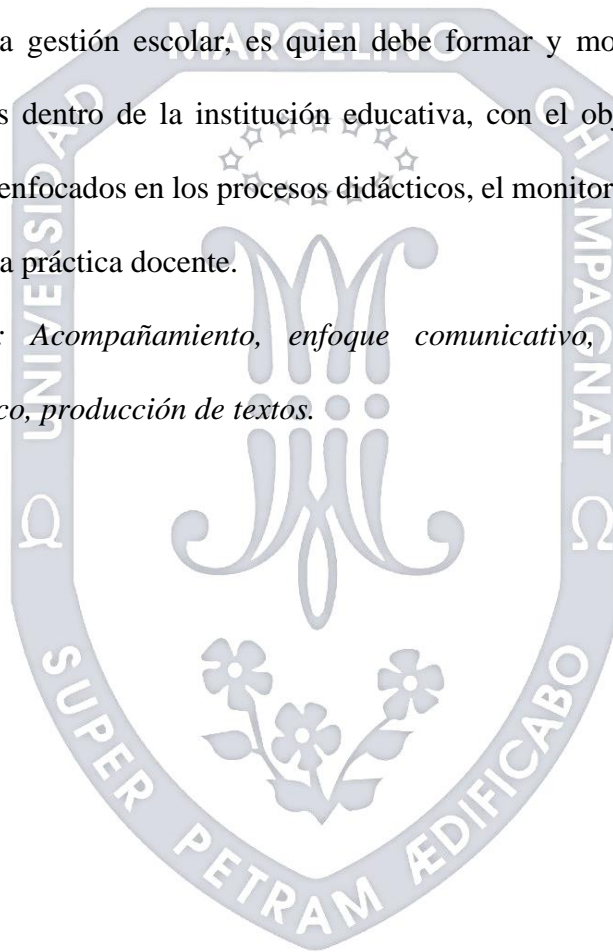 a gestión escolar, es quien debe formar y mo
s dentro de la institución educativa, con el ob
enfocados en los procesos didácticos, el monitor
a práctica docente.
: Acompañamiento, enfoque comunicativo,
co, producción de textos.
UNIVERSIDAD MARCELINO CHAMPAGNAT
SUPER PETRAM ÆDIFICABO